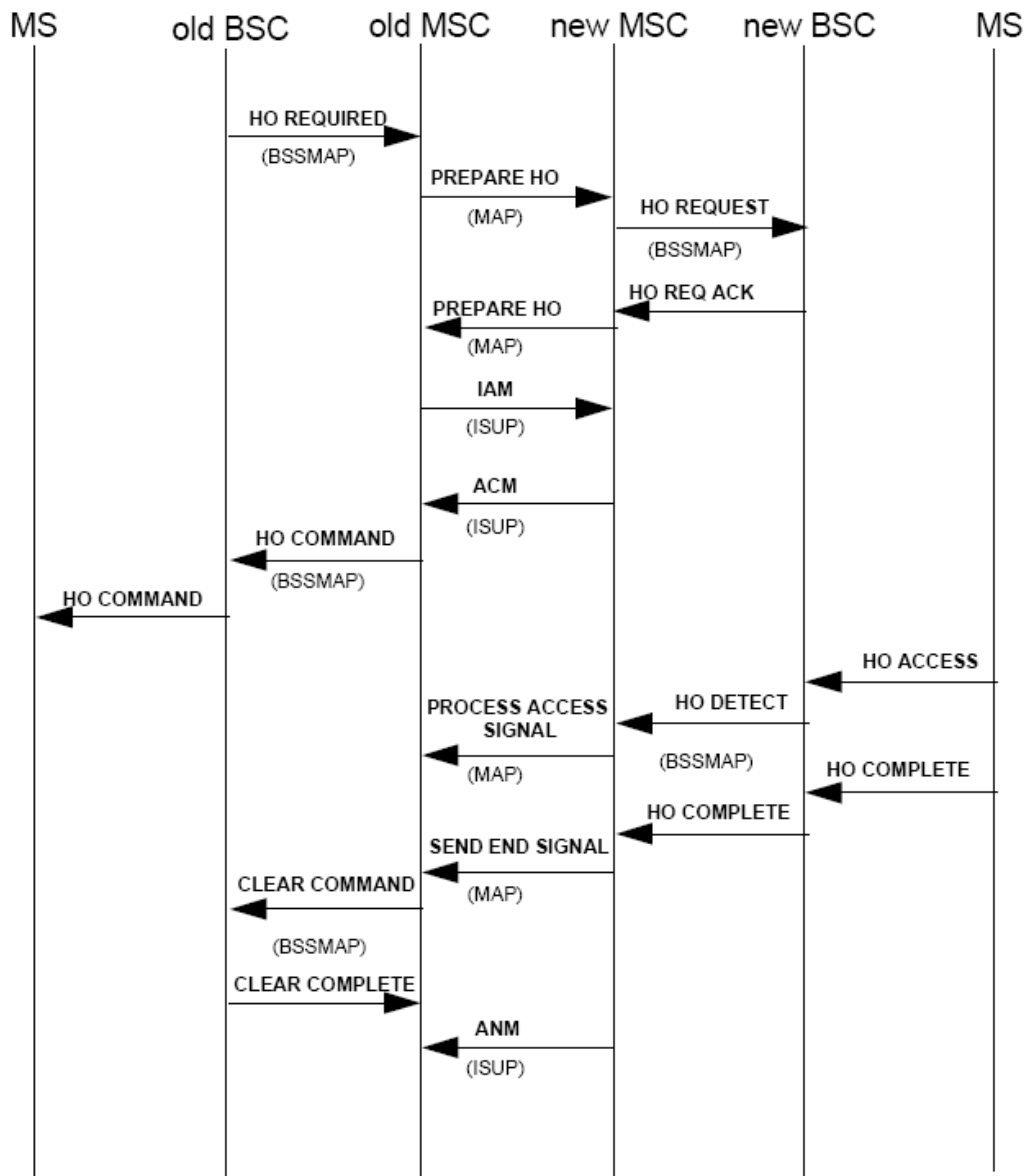 MS
old BSC
old MSC
new MSC
new BSC
MS
HO REQUIRED
(BSSMAP)
PREPARE HO
(MAP)
HO REQUEST
(BSSMAP)
HO REQ ACK
PREPARE HO
(MAP)
IAM
(ISUP)
ACM
(ISUP)
HO COMMAND
(BSSMAP)
HO COMMAND
HO ACCESS
HO DETECT
(BSSMAP)
PROCESS ACCESS
SIGNAL
(MAP)
HO COMPLETE
HO COMPLETE
SEND END SIGNAL
(MAP)
CLEAR COMMAND
(BSSMAP)
CLEAR COMPLETE
ANM
(ISUP)